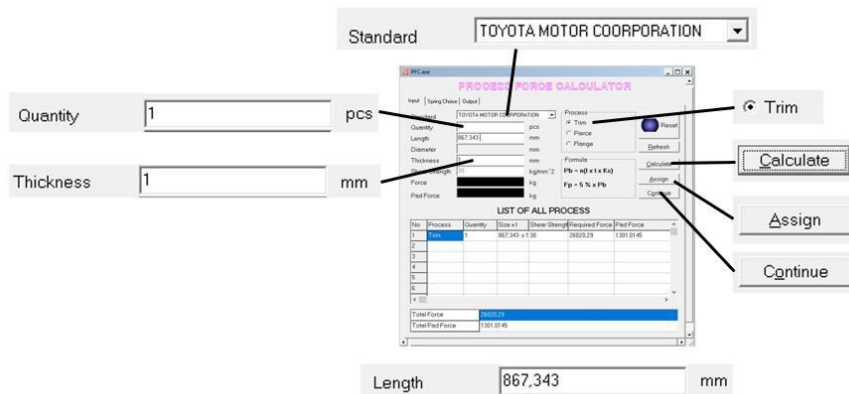 Standard TOYOTA MOTOR COORPORATION
PROCESS FORCE CALCULATOR
Input Spring Choice Output
Standard TOYOTA MOTOR COORPORATION
Process
Trim
Trim
Quantity 1 pcs
Quantity pcs
Pierce
Reset
Length 867,343 mm
Flange
Diameter mm
Refresh
Calculate
Thickness 1 mm
Thickness 1 mm
Formula
Calculate
Shear Strength 30 kg/mm^2
Pb = n(l x t x Ks)
Assign
Force kg
Fp = 5 % x Pb
Assign
Pad Force kg
Continue
LIST OF ALL PROCESS
Continue
No Process Quantity Size x t Shear Strengt Required Force Pad Force
1 Trim 1 867,343 x 1 30 26020,29 1301,0145
2
3
4
5
6
Total Force 26020,29
Total Pad Force 1301,0145
Length 867,343 mm